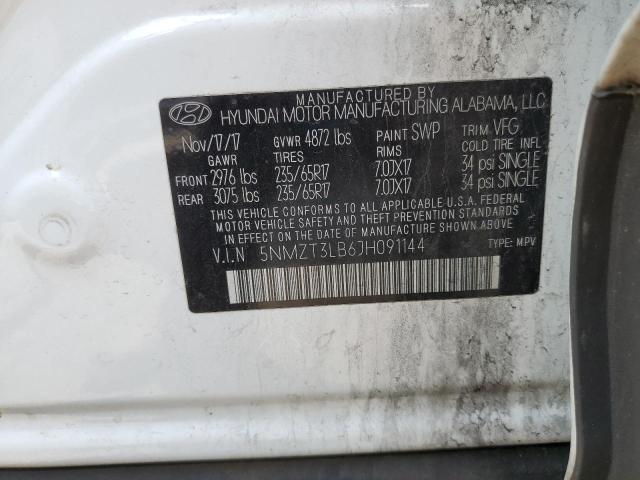 MANUFACTURED BY
HYUNDAI MOTOR MANUFACTURING ALABAMA, LLC
Nov/17/17 GVWR 4872 lbs PAINT SWP TRIM VFG
GAWR TIRES RIMS COLD TIRE INFL
FRONT 2976 lbs 235/65R17 7.0JX17 34 psi SINGLE
REAR 3075 lbs 235/65R17 7.0JX17 34 psi SINGLE
THIS VEHICLE CONFORMS TO ALL APPLICABLE U.S.A. FEDERAL
MOTOR VEHICLE SAFETY, BUMPER, AND THEFT PREVENTION STANDARDS
IN EFFECT ON THE DATE OF MANUFACTURE SHOWN ABOVE.
V.I.N 5NMZT3LB6JH091144 TYPE: MPV